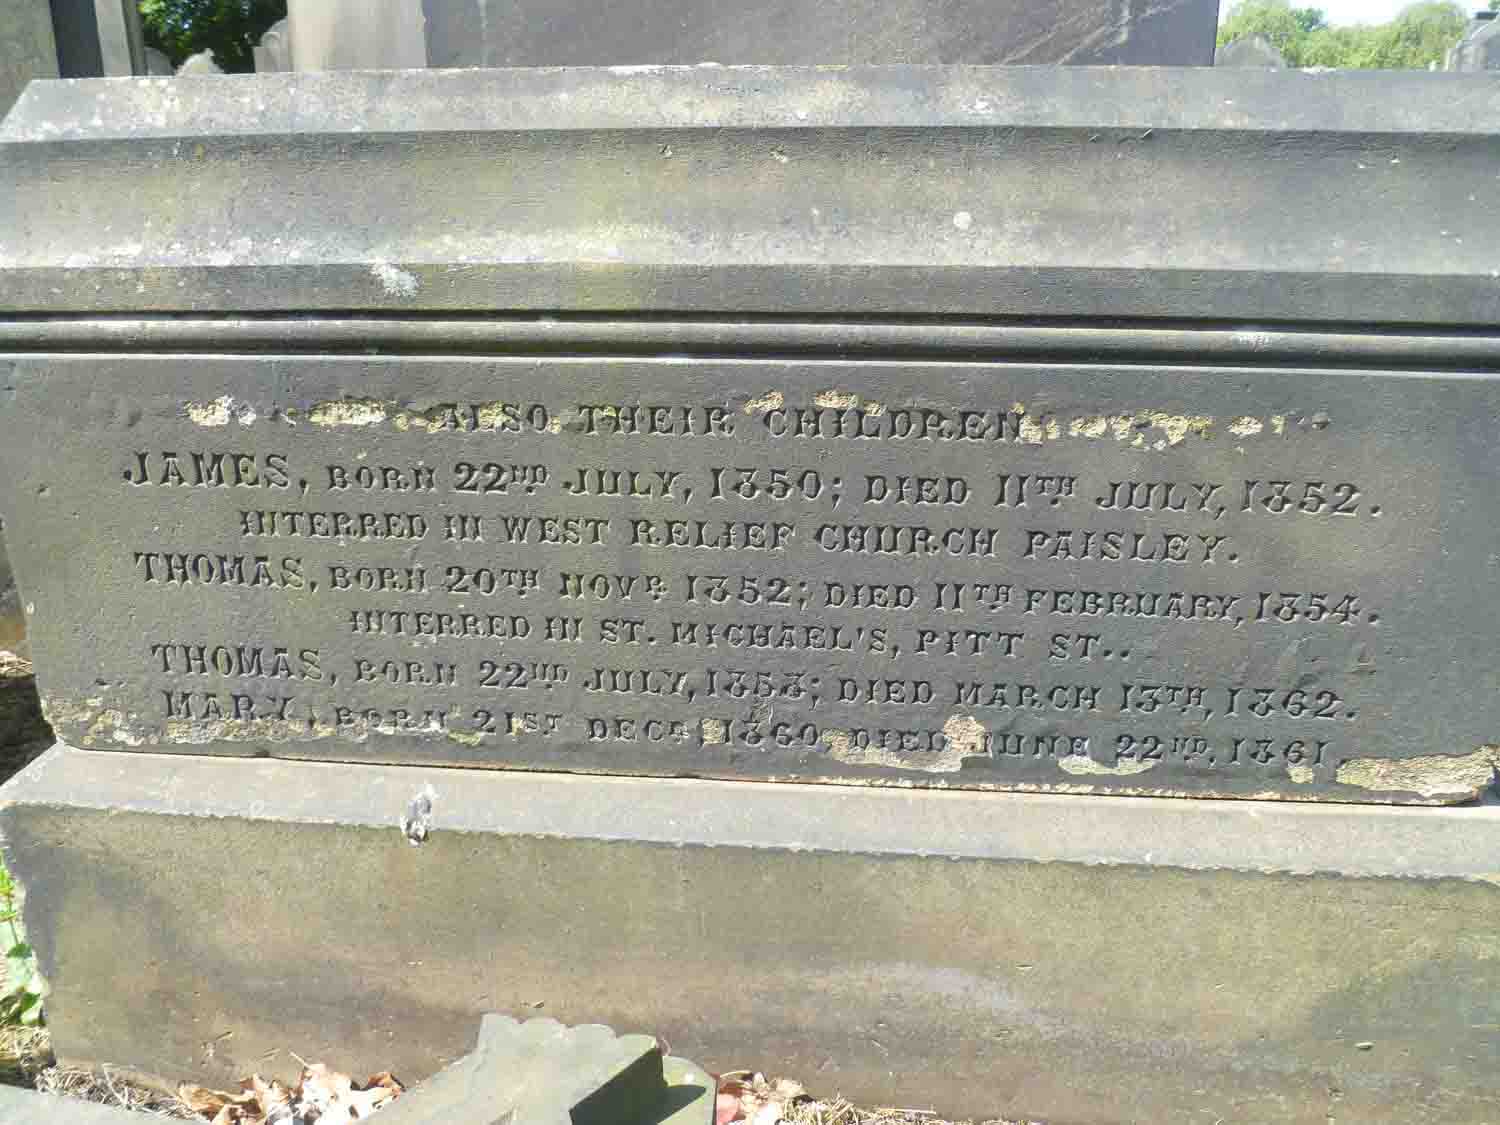 ALSO THEIR CHILDREN
JAMES, BORN 22ND JULY, 1850; DIED 11TH JULY, 1852.
INTERRED IN WEST RELIEF CHURCH PAISLEY.
THOMAS, BORN 20TH NOVR 1852; DIED 11TH FEBRUARY, 1854.
INTERRED IN ST. MICHAEL'S, PITT ST..
THOMAS, BORN 22ND JULY, 1858; DIED MARCH 13TH, 1862.
MARY, BORN 21ST DECR, 1860, DIED JUNE 22ND, 1861.